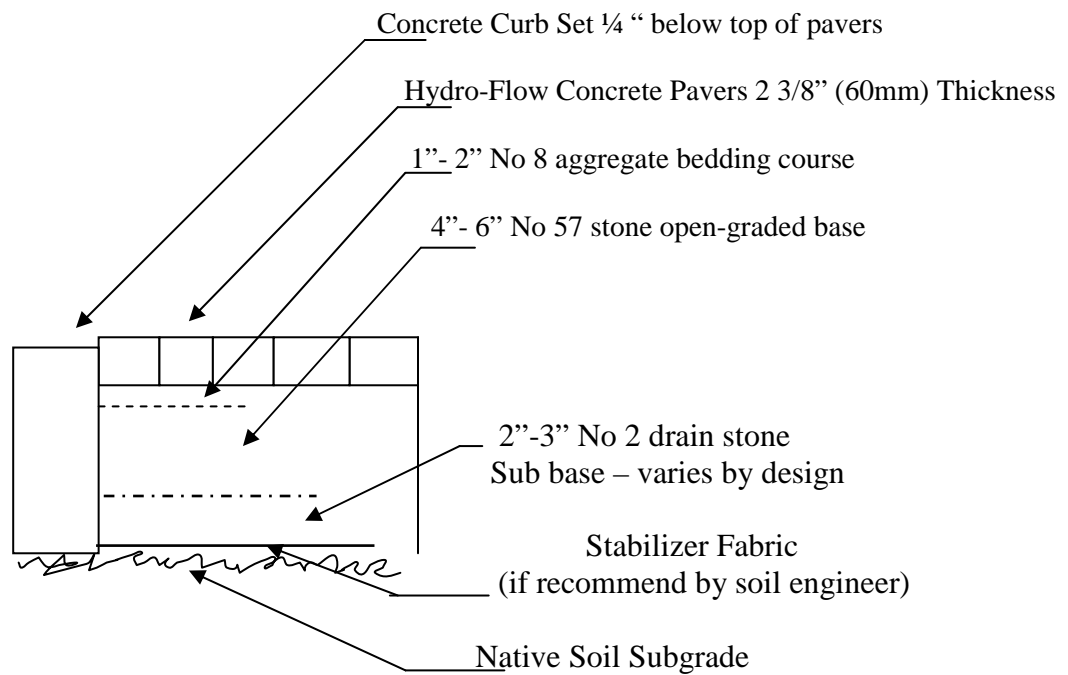 Concrete Curb Set ¼ “ below top of pavers
Hydro-Flow Concrete Pavers 2 3/8” (60mm) Thickness
1”- 2” No 8 aggregate bedding course
4”- 6” No 57 stone open-graded base
2”-3” No 2 drain stone
Sub base – varies by design
Stabilizer Fabric
(if recommend by soil engineer)
Native Soil Subgrade